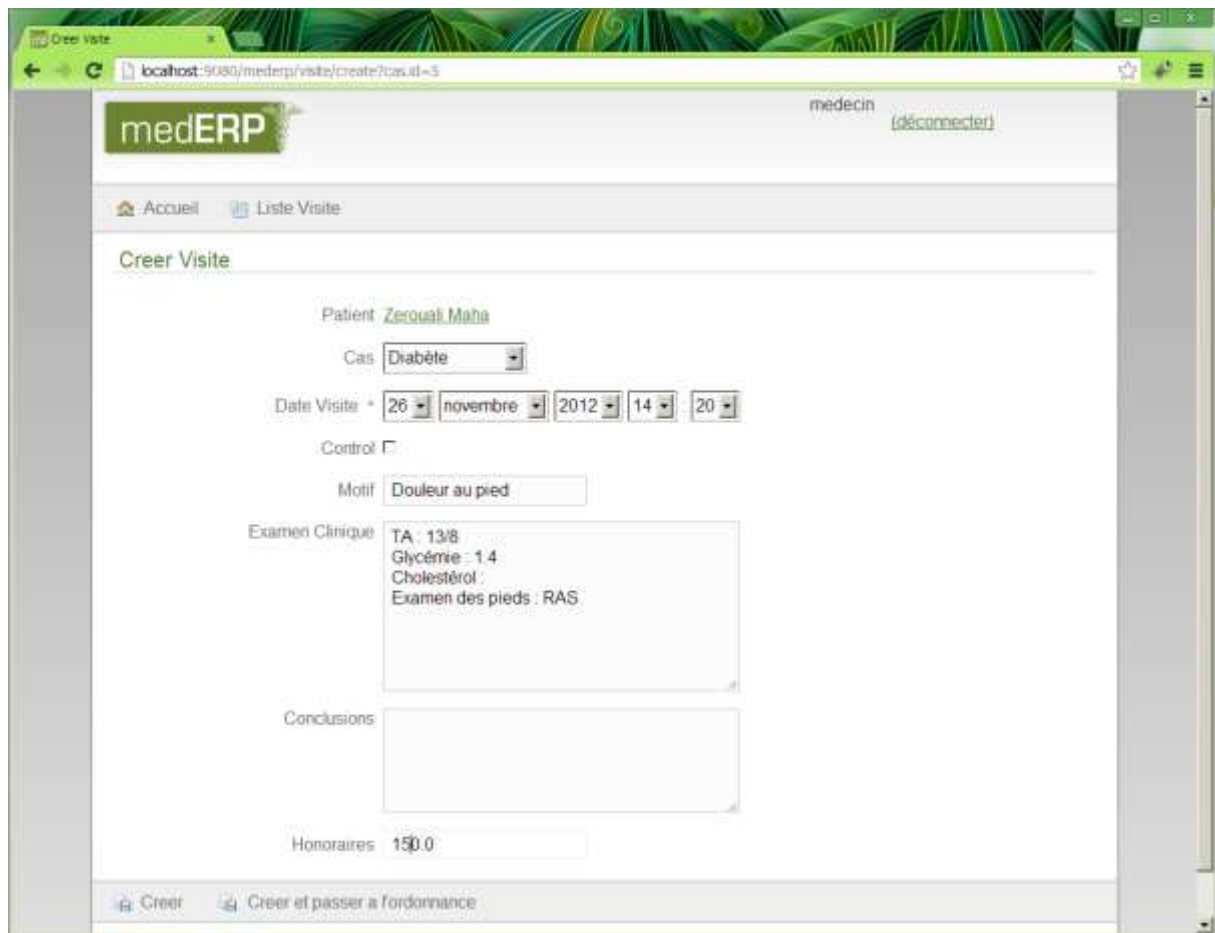 Creer Visite
localhost:9080/mederp/visite/create?cas.id=5
medERP
medecin
(déconnecter)
Accueil Liste Visite
Creer Visite
Patient Zerouali Maha
Cas Diabète
Date Visite * 26 novembre 2012 14 : 20
Control
Motif Douleur au pied
Examen Clinique
TA : 13/8
Glycémie : 1.4
Cholestérol :
Examen des pieds : RAS
Conclusions
Honoraires 150.0
Creer Creer et passer a l'ordonnance